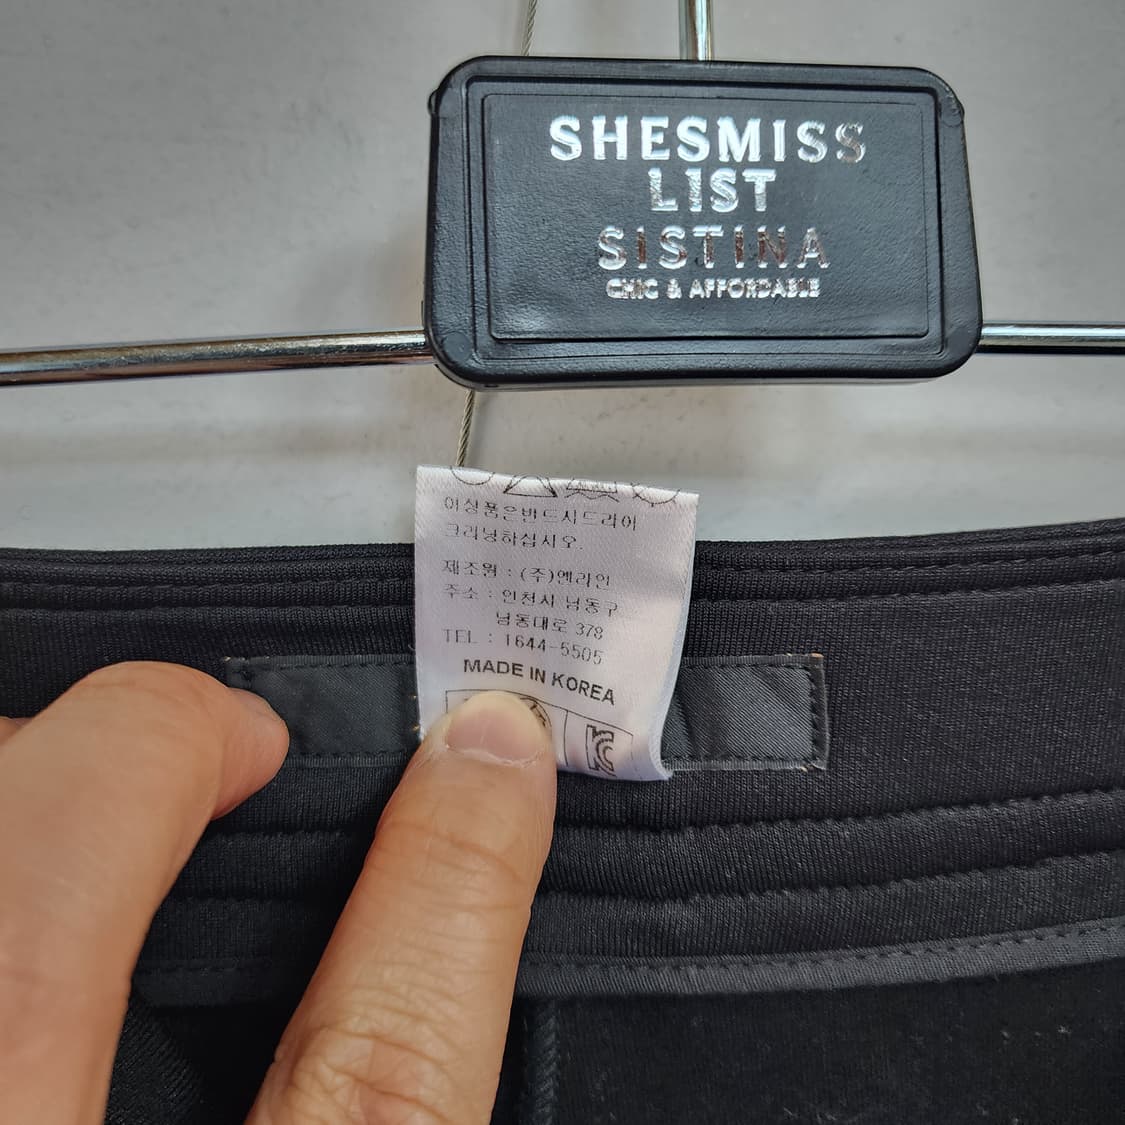 SHESMISS
LIST
SISTINA
CHIC & AFFORDABLE
이상품은반드시드라이
크리닝하십시오.
제조원 : (주)앤라인
주소 : 인천시 남동구
남동대로 378
TEL : 1644-5505
MADE IN KOREA